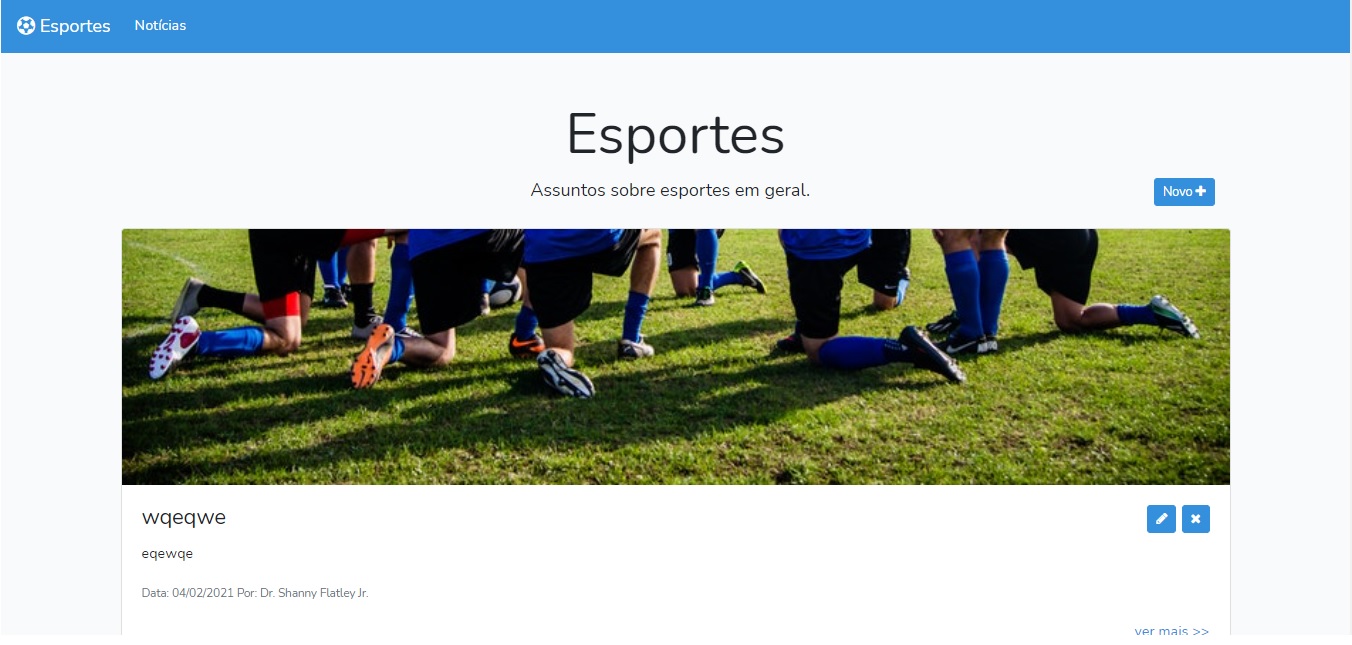 Esportes Notícias
Esportes
Assuntos sobre esportes em geral.
Novo
wqeqwe
eqewqe
Data: 04/02/2021 Por: Dr. Shanny Flatley Jr.
ver mais >>